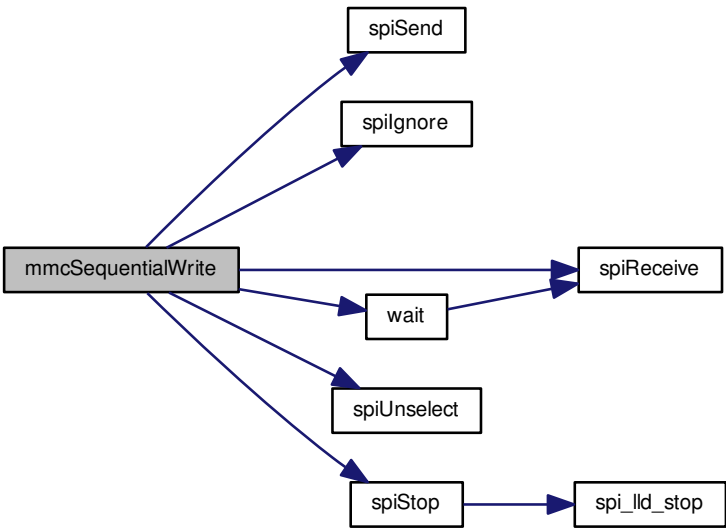 spiSend
spiIgnore
mmcSequentialWrite
spiReceive
wait
spiUnselect
spiStop
spi_lld_stop